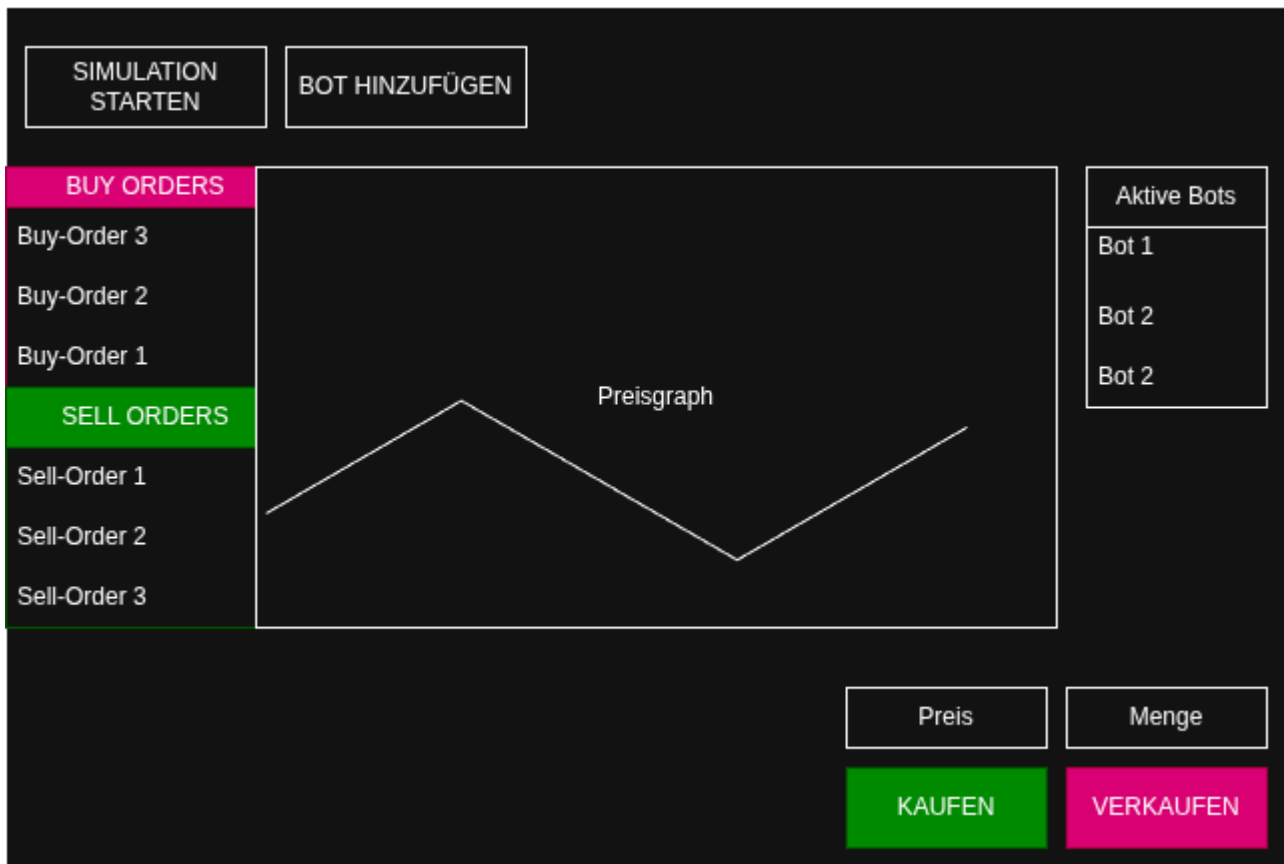 SIMULATION
STARTEN
BOT HINZUFÜGEN
BUY ORDERS
Buy-Order 3
Buy-Order 2
Buy-Order 1
SELL ORDERS
Sell-Order 1
Sell-Order 2
Sell-Order 3
Preisgraph
Aktive Bots
Bot 1
Bot 2
Bot 2
Preis
Menge
KAUFEN
VERKAUFEN